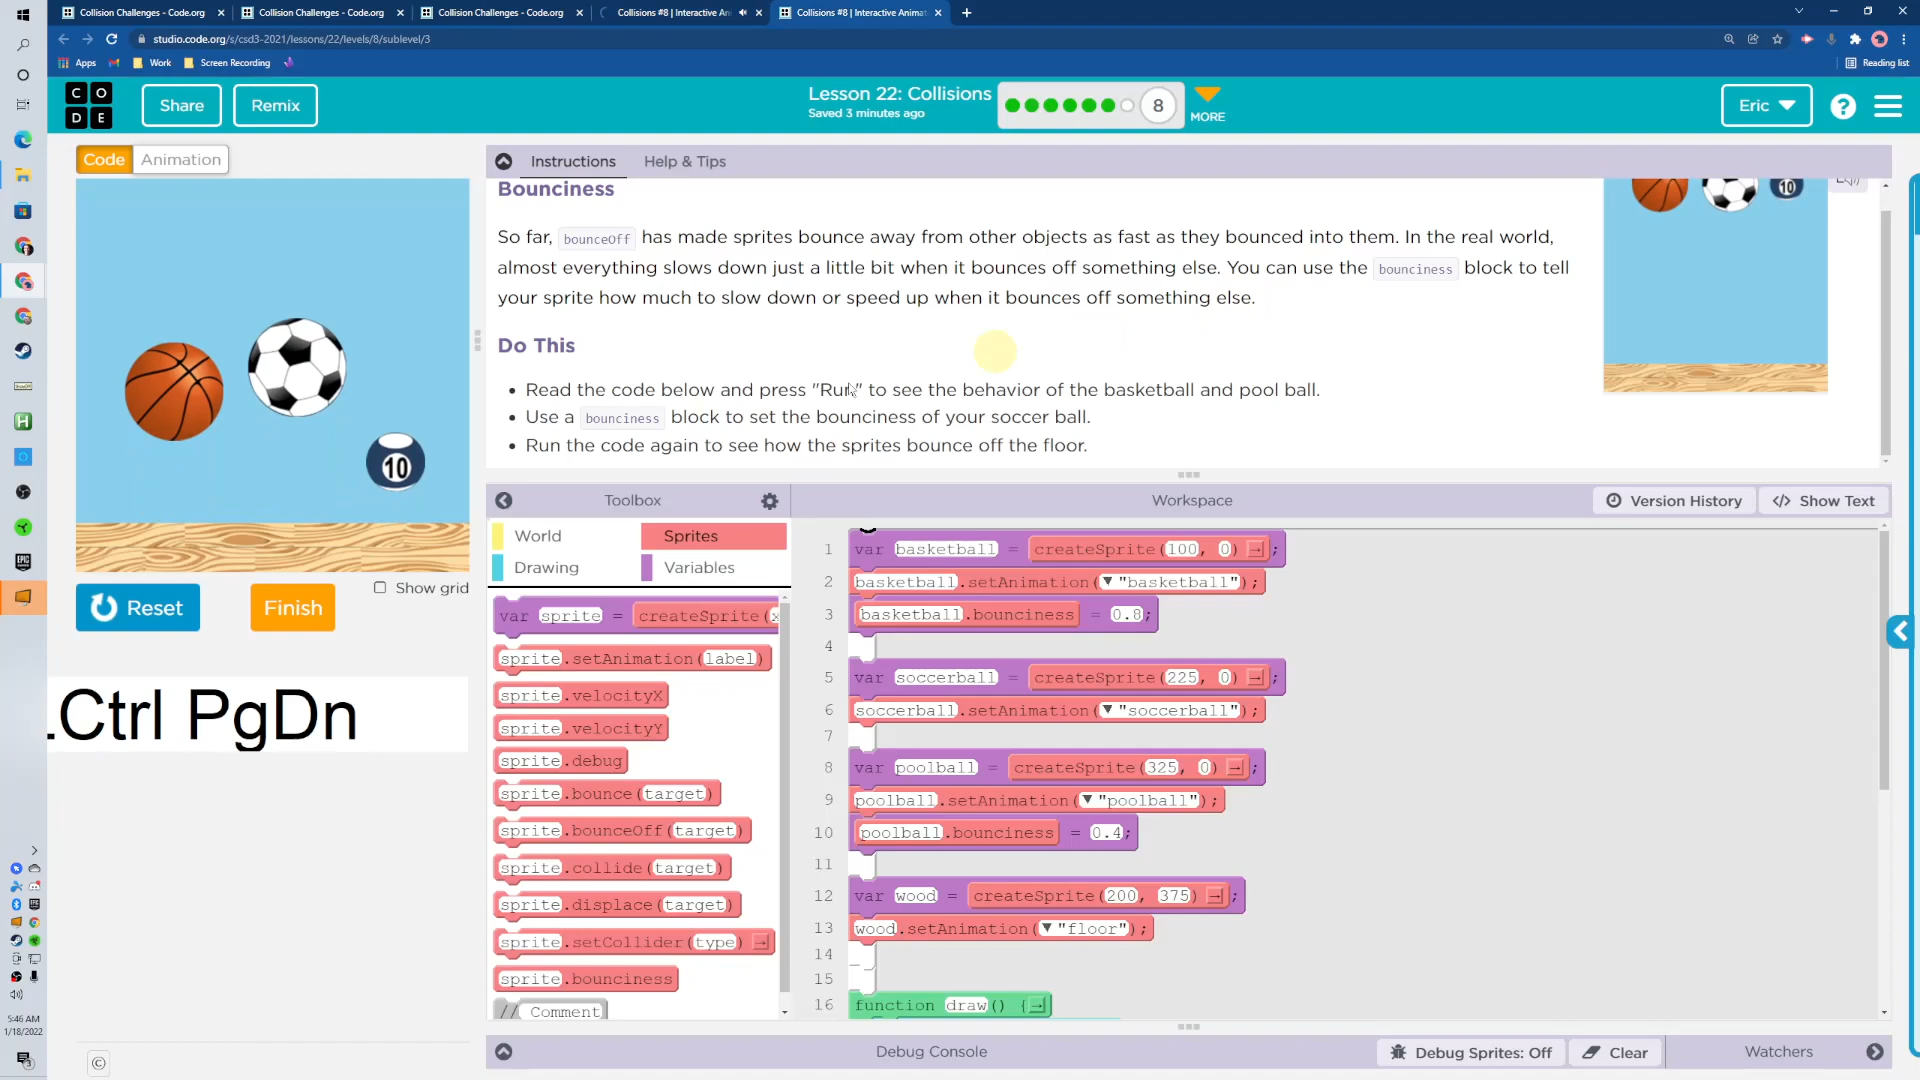 Collision Challenges - Code.org
Collision Challenges - Code.org
Collision Challenges - Code.org
Collisions #8 | Interactive An
Collisions #8 | Interactive Animat
studio.code.org/s/csd3-2021/lessons/22/levels/8/sublevel/3
Apps
Work
Screen Recording
Reading list
C O
D E
Share
Remix
Lesson 22: Collisions
Saved 3 minutes ago
8
MORE
Eric
?
Code
Animation
Instructions
Help & Tips
Bounciness
So far, bounceOff has made sprites bounce away from other objects as fast as they bounced into them. In the real world,
almost everything slows down just a little bit when it bounces off something else. You can use the bounciness block to tell
your sprite how much to slow down or speed up when it bounces off something else.
Do This
• Read the code below and press "Run" to see the behavior of the basketball and pool ball.
• Use a bounciness block to set the bounciness of your soccer ball.
• Run the code again to see how the sprites bounce off the floor.
10
10
Show grid
Reset
Finish
.Ctrl PgDn
Toolbox
Workspace
Version History
</> Show Text
World
Sprites
Drawing
Variables
var sprite = createSprite(x
sprite.setAnimation(label)
sprite.velocityX
sprite.velocityY
sprite.debug
sprite.bounce(target)
sprite.bounceOff(target)
sprite.collide(target)
sprite.displace(target)
sprite.setCollider(type)
sprite.bounciness
// Comment
1 var basketball = createSprite(100, 0);
2 basketball.setAnimation("basketball");
3 basketball.bounciness = 0.8;
4
5 var soccerball = createSprite(225, 0);
6 soccerball.setAnimation("soccerball");
7
8 var poolball = createSprite(325, 0);
9 poolball.setAnimation("poolball");
10 poolball.bounciness = 0.4;
11
12 var wood = createSprite(200, 375);
13 wood.setAnimation("floor");
14
15
16 function draw() {
Debug Console
Debug Sprites: Off
Clear
Watchers
5:46 AM
1/18/2022
©